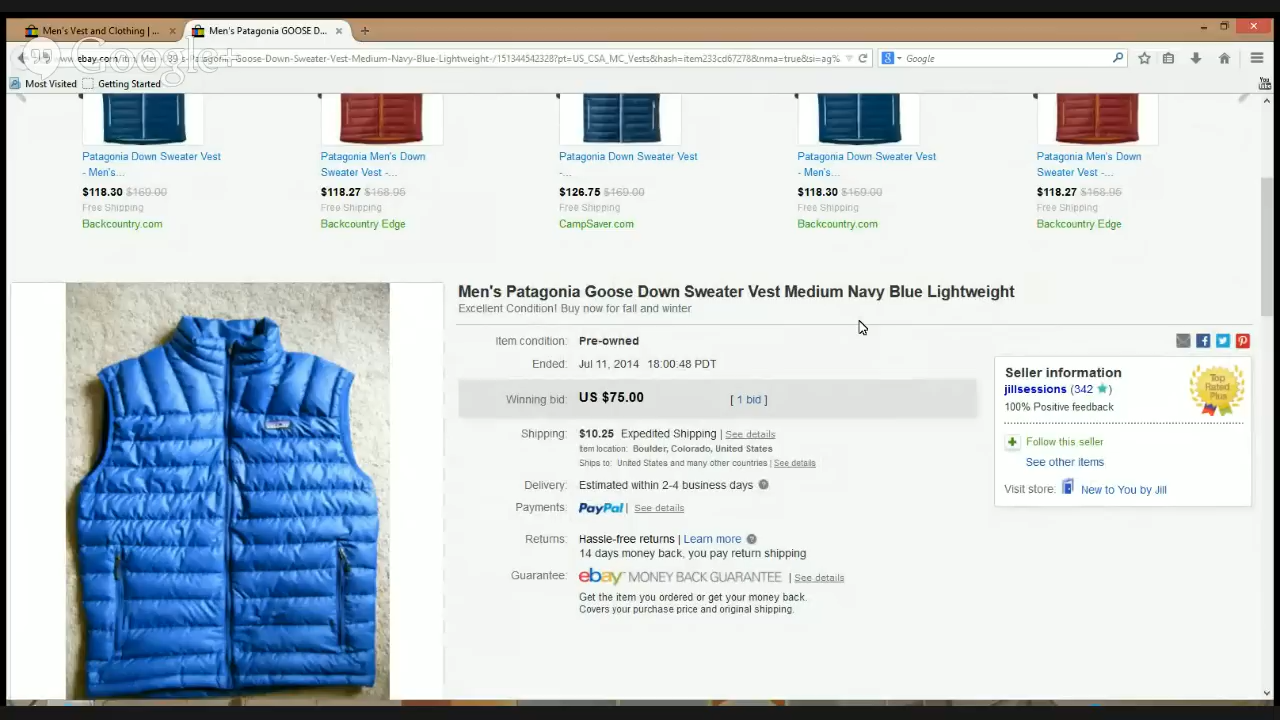 Men's Vest and Clothing | ...
Men's Patagonia GOOSE D...
Google+
Google
Most Visited
Getting Started
You
Patagonia Down Sweater Vest - Men's...
$118.30 $169.00
Free Shipping
Backcountry.com
Patagonia Men's Down Sweater Vest -...
$118.27 $168.95
Free Shipping
Backcountry Edge
Patagonia Down Sweater Vest -...
$126.75 $169.00
Free Shipping
CampSaver.com
Patagonia Down Sweater Vest - Men's...
$118.30 $169.00
Free Shipping
Backcountry.com
Patagonia Men's Down Sweater Vest -...
$118.27 $168.95
Free Shipping
Backcountry Edge
Men's Patagonia Goose Down Sweater Vest Medium Navy Blue Lightweight
Excellent Condition! Buy now for fall and winter
Item condition: Pre-owned
Ended: Jul 11, 2014 18:00:48 PDT
Winning bid: US $75.00 [ 1 bid ]
Shipping: $10.25 Expedited Shipping | See details
Item location: Boulder, Colorado, United States
Ships to: United States and many other countries | See details
Delivery: Estimated within 2-4 business days
Payments: PayPal | See details
Returns: Hassle-free returns | Learn more
14 days money back, you pay return shipping
Guarantee: ebay MONEY BACK GUARANTEE | See details
Get the item you ordered or get your money back.
Covers your purchase price and original shipping.
Seller information
jillsessions (342 ★)
100% Positive feedback
Top Rated Plus
Follow this seller
See other items
Visit store: New to You by Jill